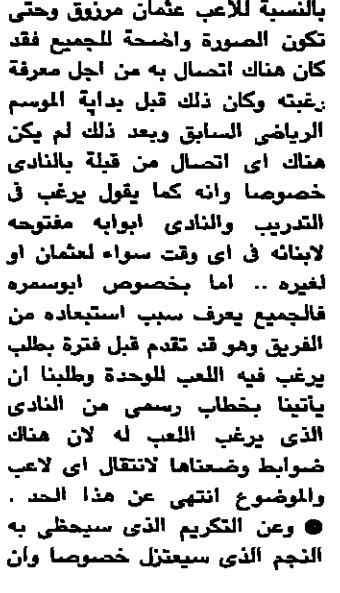 بالنسبة للاعب عثمان مرزوق وحتى
تكون الصورة واضحة للجميع فقد
كان هناك اتصال به من اجل معرفة
رغبته وكان ذلك قبل بداية الموسم
الرياضى السابق وبعد ذلك لم يكن
هناك اى اتصال من قبلة بالنادى
خصوصا وانه كما يقول يرغب فى
التدريب والنادى ابوابه مفتوحه
لابنائه فى اى وقت سواء لعثمان او
لغيره .. اما بخصوص ابوسمره
فالجميع يعرف سبب استبعاده من
الفريق وهو قد تقدم قبل فترة بطلب
يرغب فيه اللعب للوحدة وطلبنا ان
يأتينا بخطاب رسمى من النادى
الذى يرغب اللعب له لان هناك
ضوابط وضعناها لانتقال اى لاعب
والموضوع انتهى عن هذا الحد .
● وعن التكريم الذى سيحظى به
النجم الذى سيعتزل خصوصا وان